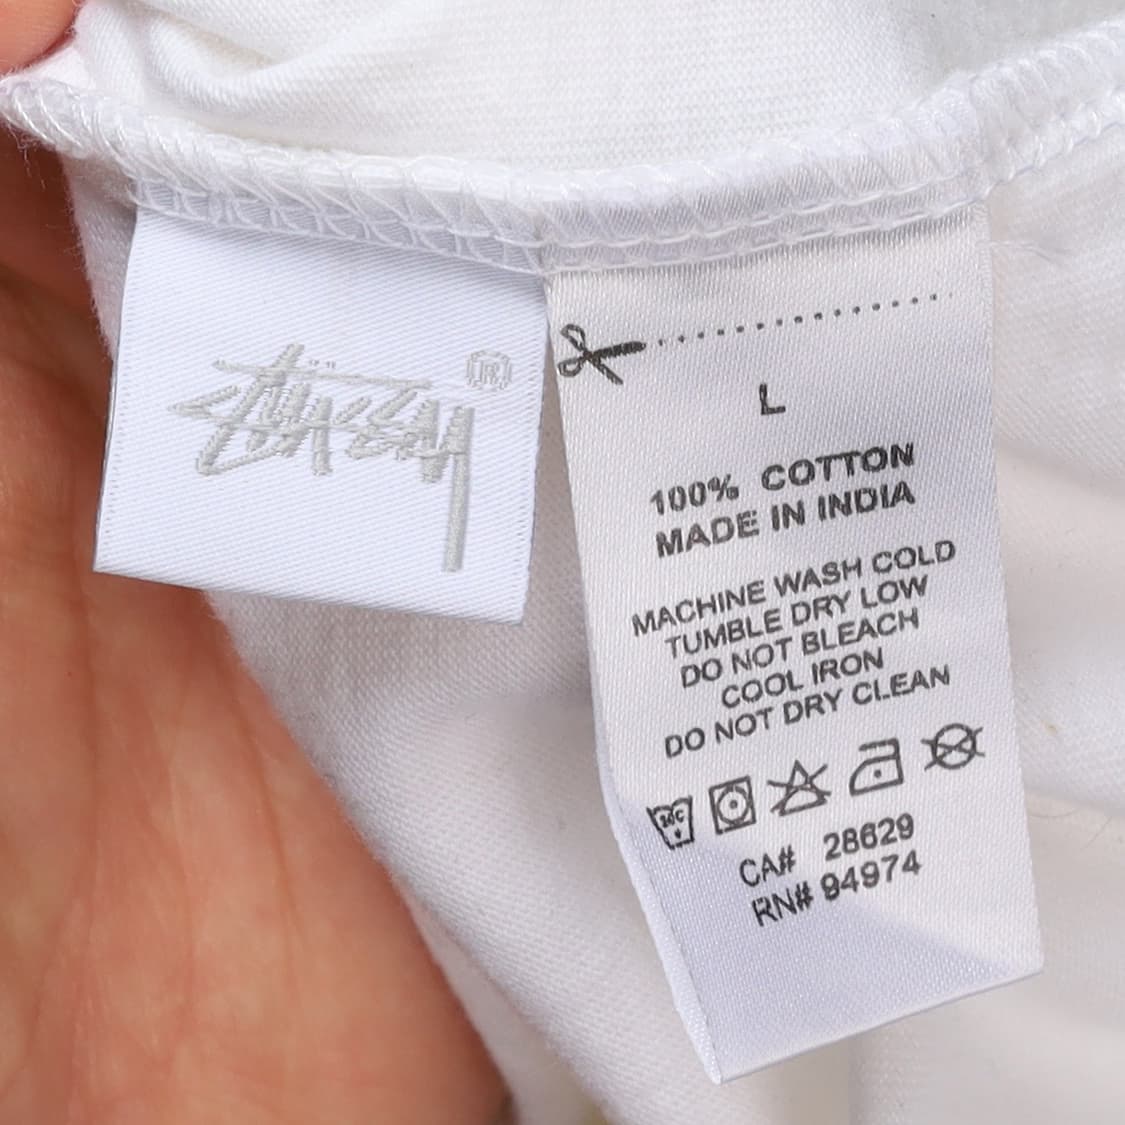 Stüssy ®
L
100% COTTON
MADE IN INDIA
MACHINE WASH COLD
TUMBLE DRY LOW
DO NOT BLEACH
COOL IRON
DO NOT DRY CLEAN
CA# 28629
RN# 94974